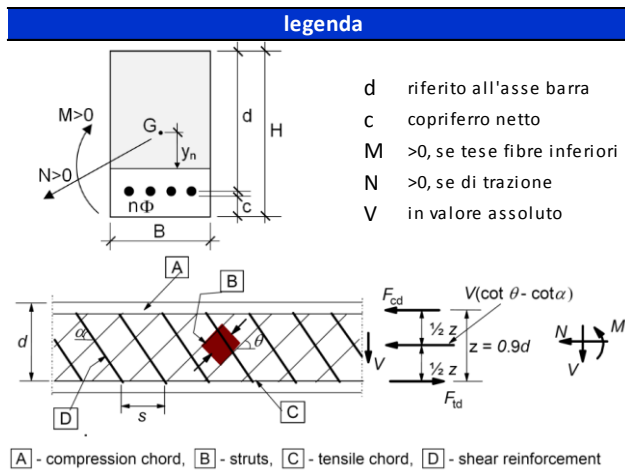 legenda
M>0
G
N>0
yn
nΦ
B
d
H
c
d riferito all'asse barra
c copriferro netto
M >0, se tese fibre inferiori
N >0, se di trazione
V in valore assoluto
A
B
d
α
θ
D
s
C
Fcd
V(cot θ - cotα)
½ z
½ z
z = 0.9d
V
Ftd
N
M
V
A - compression chord, B - struts, C - tensile chord, D - shear reinforcement